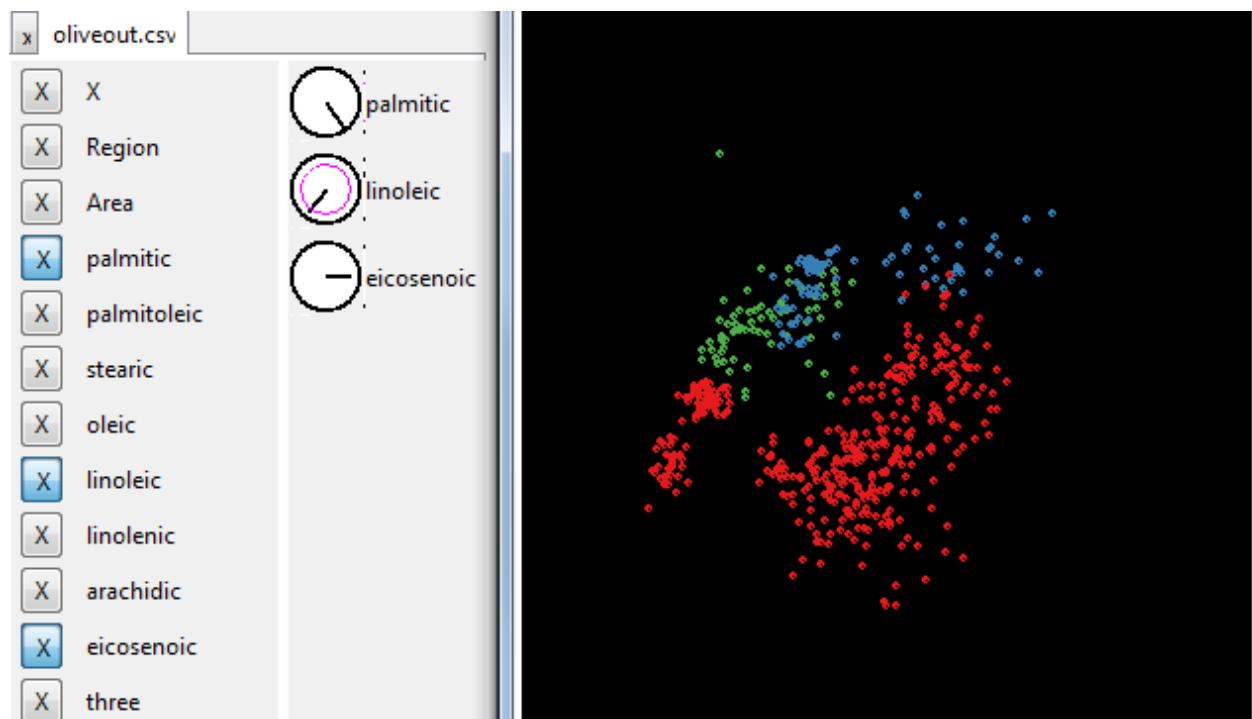 x oliveout.csv
X X
X Region
X Area
X palmitic
X palmitoleic
X stearic
X oleic
X linoleic
X linolenic
X arachidic
X eicosenoic
X three
palmitic
linoleic
eicosenoic